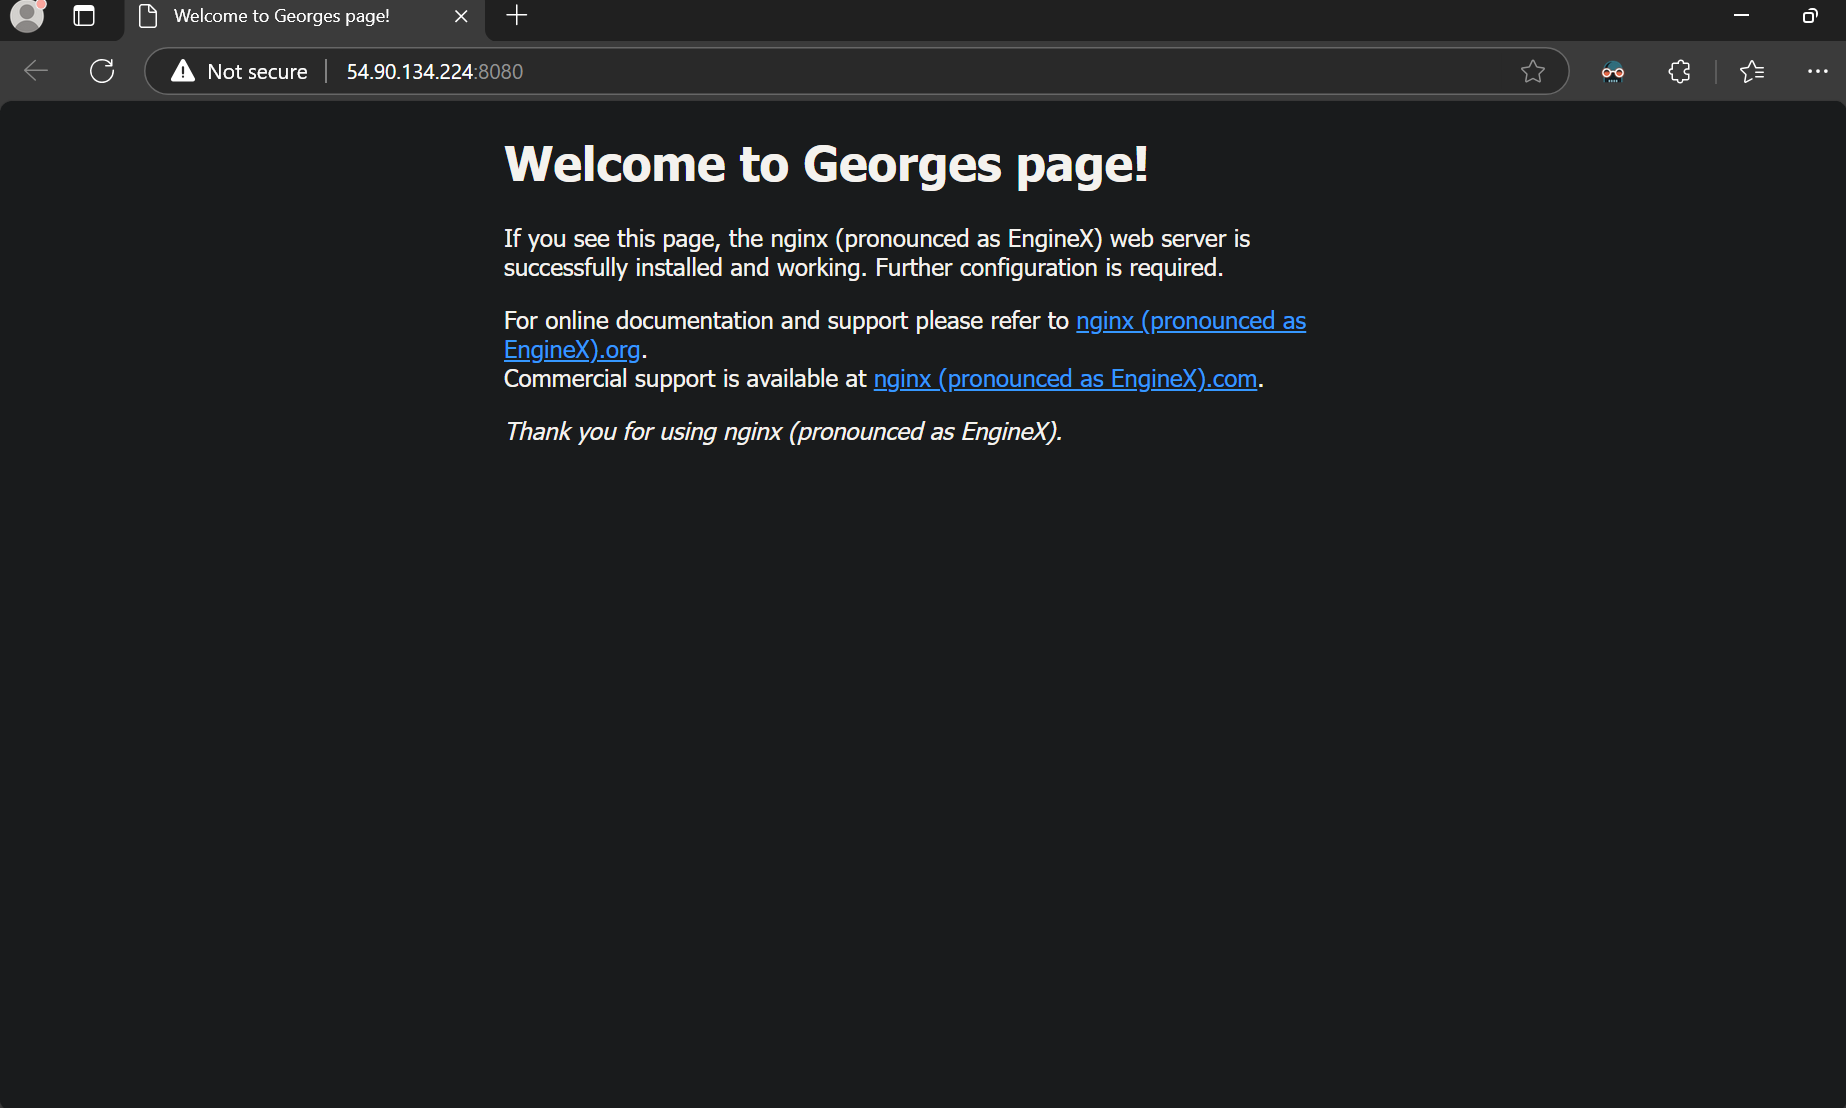 Welcome to Georges page!
Not secure
54.90.134.224:8080
Welcome to Georges page!
If you see this page, the nginx (pronounced as EngineX) web server is
successfully installed and working. Further configuration is required.
For online documentation and support please refer to nginx (pronounced as
EngineX).org.
Commercial support is available at nginx (pronounced as EngineX).com.
Thank you for using nginx (pronounced as EngineX).